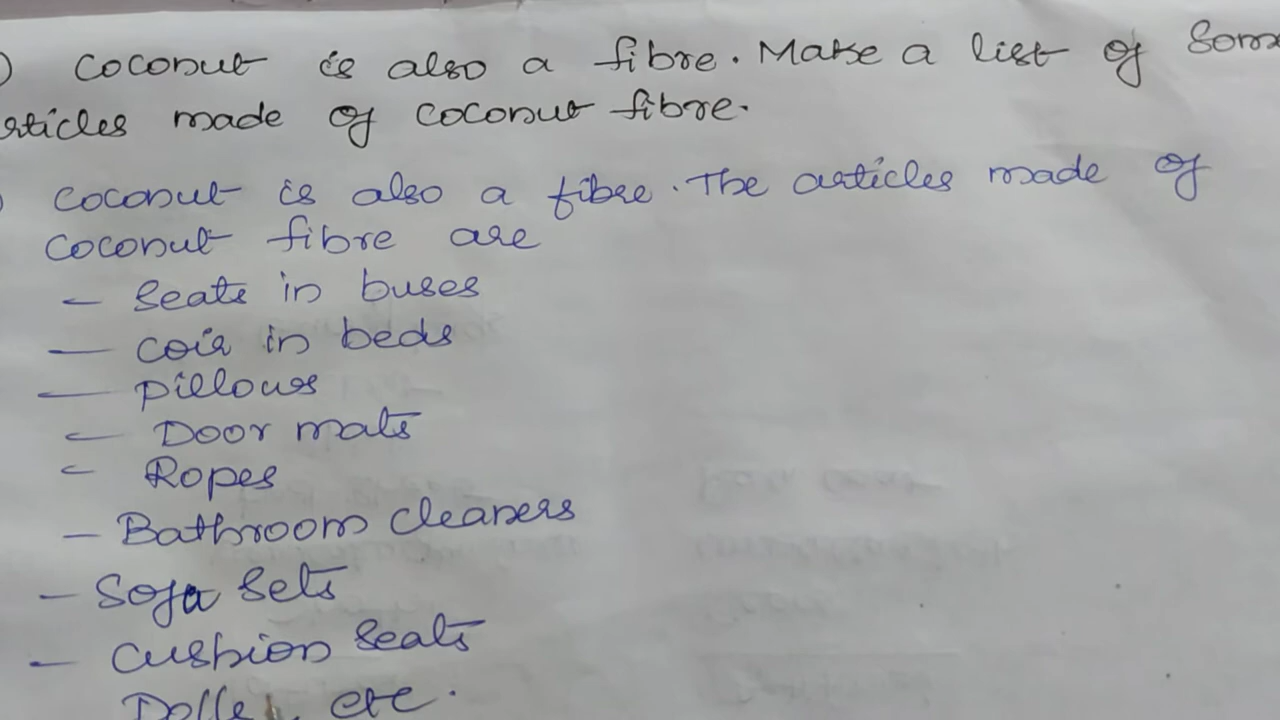 ) Coconut is also a fibre. Make a list of Som
rticles made of coconut fibre.
) Coconut is also a fibre. The articles made of
Coconut fibre are
- Seats in buses
- Coir in beds
- Pillows
- Door mats
- Ropes
- Bathroom cleaners
- Sofa sets
- Cushion seats
Dolls, etc.